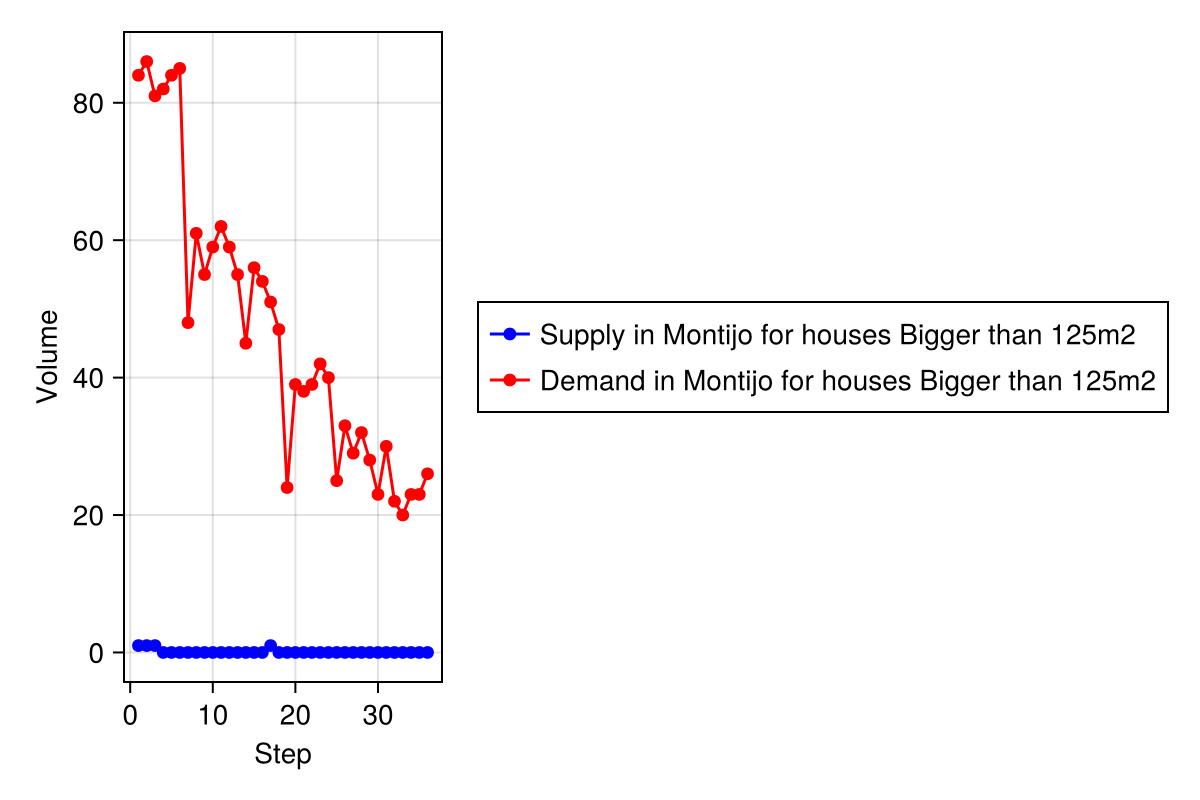 80
60
40
20
0
Volume
0 10 20 30
Step
Supply in Montijo for houses Bigger than 125m2
Demand in Montijo for houses Bigger than 125m2